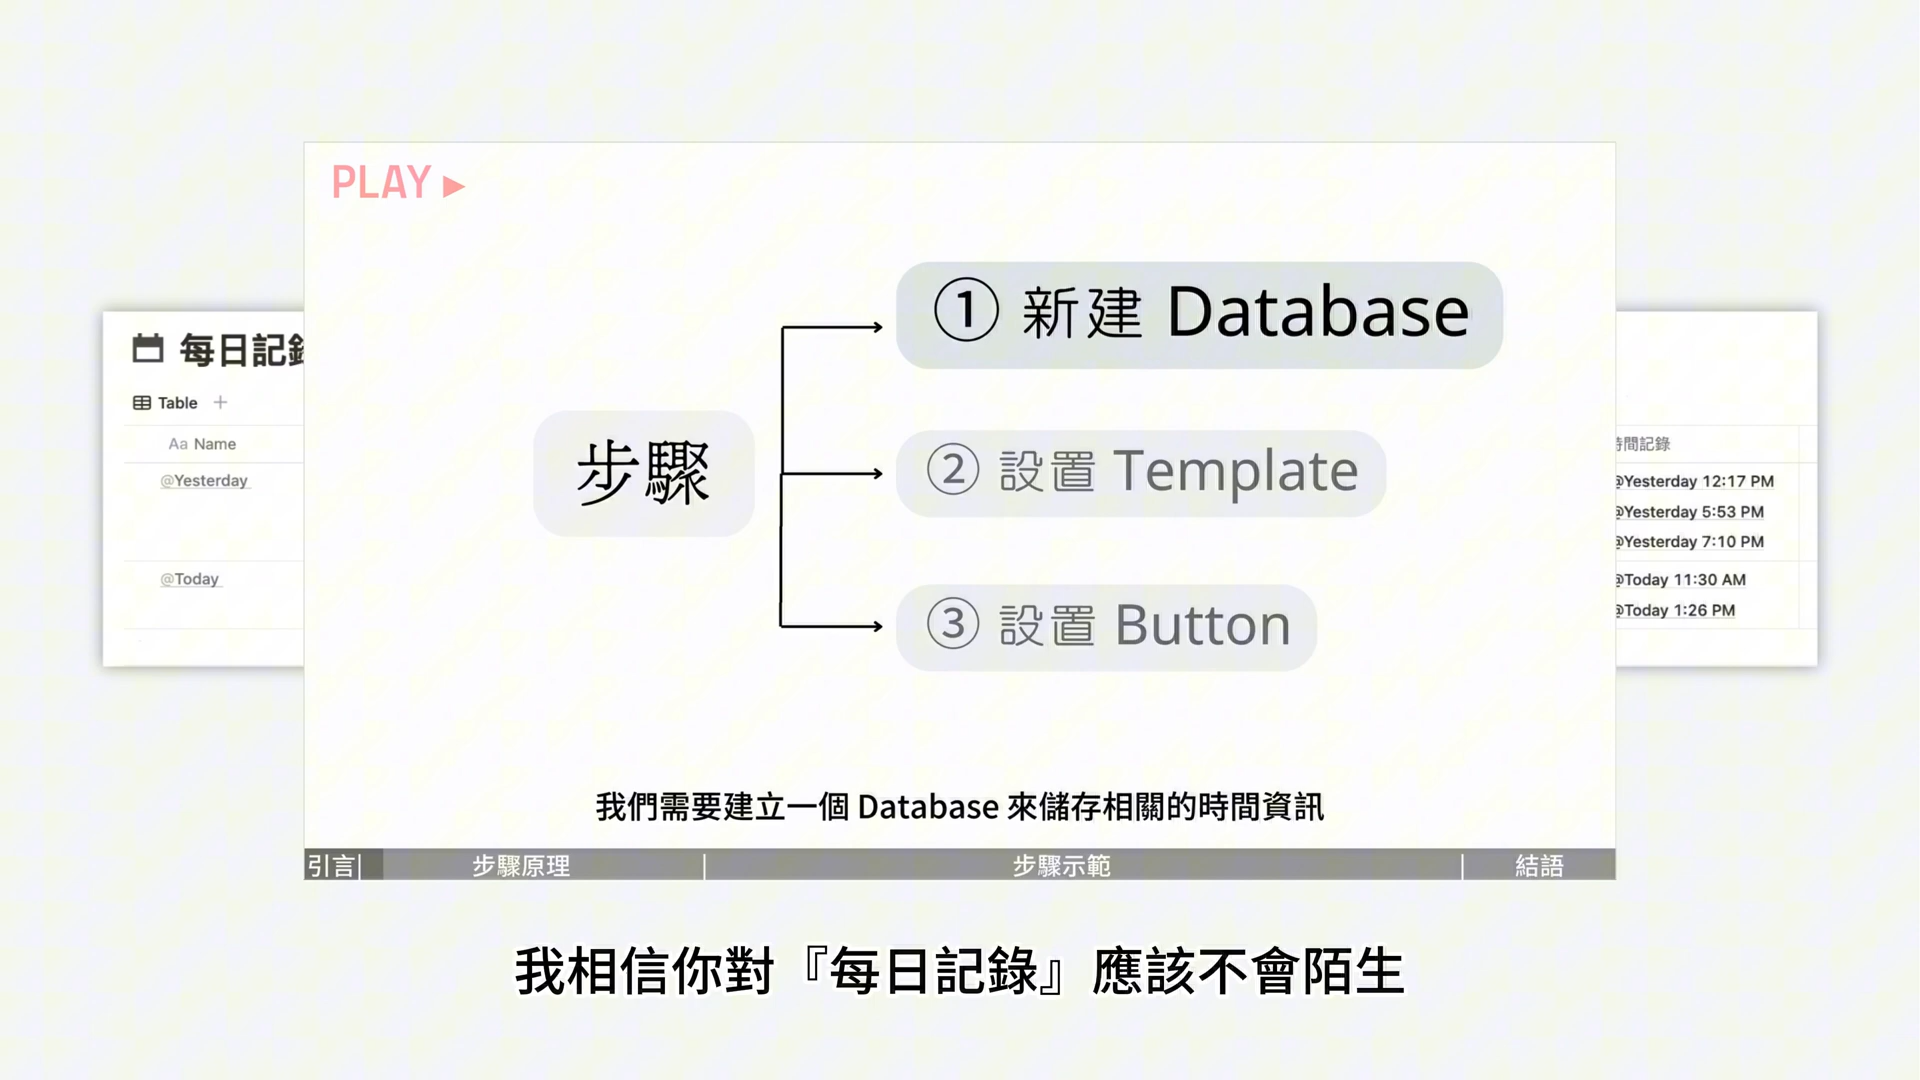 PLAY ▶
① 新建 Database
步驟
② 設置 Template
③ 設置 Button
每日記錄
Table +
Aa Name
@Yesterday
@Today
時間記錄
@Yesterday 12:17 PM
@Yesterday 5:53 PM
@Yesterday 7:10 PM
@Today 11:30 AM
@Today 1:26 PM
我們需要建立一個 Database 來儲存相關的時間資訊
引言| 步驟原理 | 步驟示範 | 結語
我相信你對『每日記錄』應該不會陌生